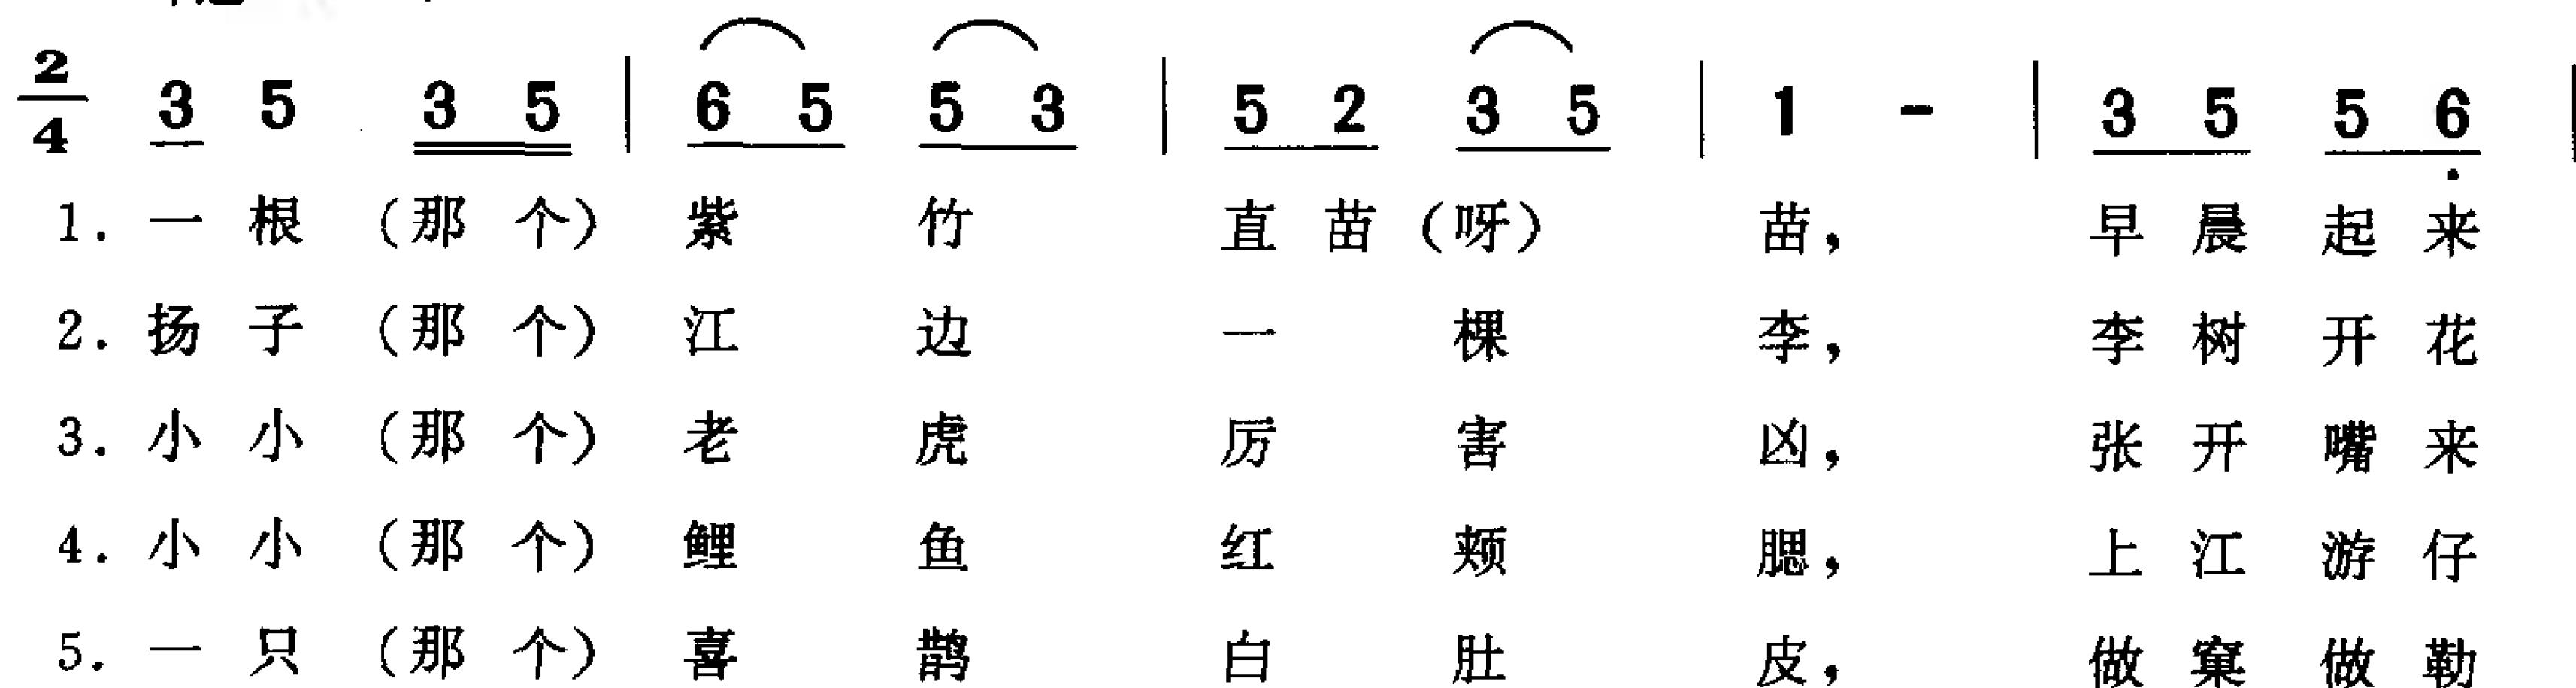 2/4 3 5 3 5 | 6 5 5 3 | 5 2 3 5 | 1 - | 3 5 5 6̣ |
1. 一 根 (那 个) 紫 竹 直 苗 (呀) 苗, 早 晨 起 来
2. 扬 子 (那 个) 江 边 一 棵 李, 李 树 开 花
3. 小 小 (那 个) 老 虎 厉 害 凶, 张 开 嘴 来
4. 小 小 (那 个) 鲤 鱼 红 颊 腮, 上 江 游 仔
5. 一 只 (那 个) 喜 鹊 白 肚 皮, 做 窠 做 勒